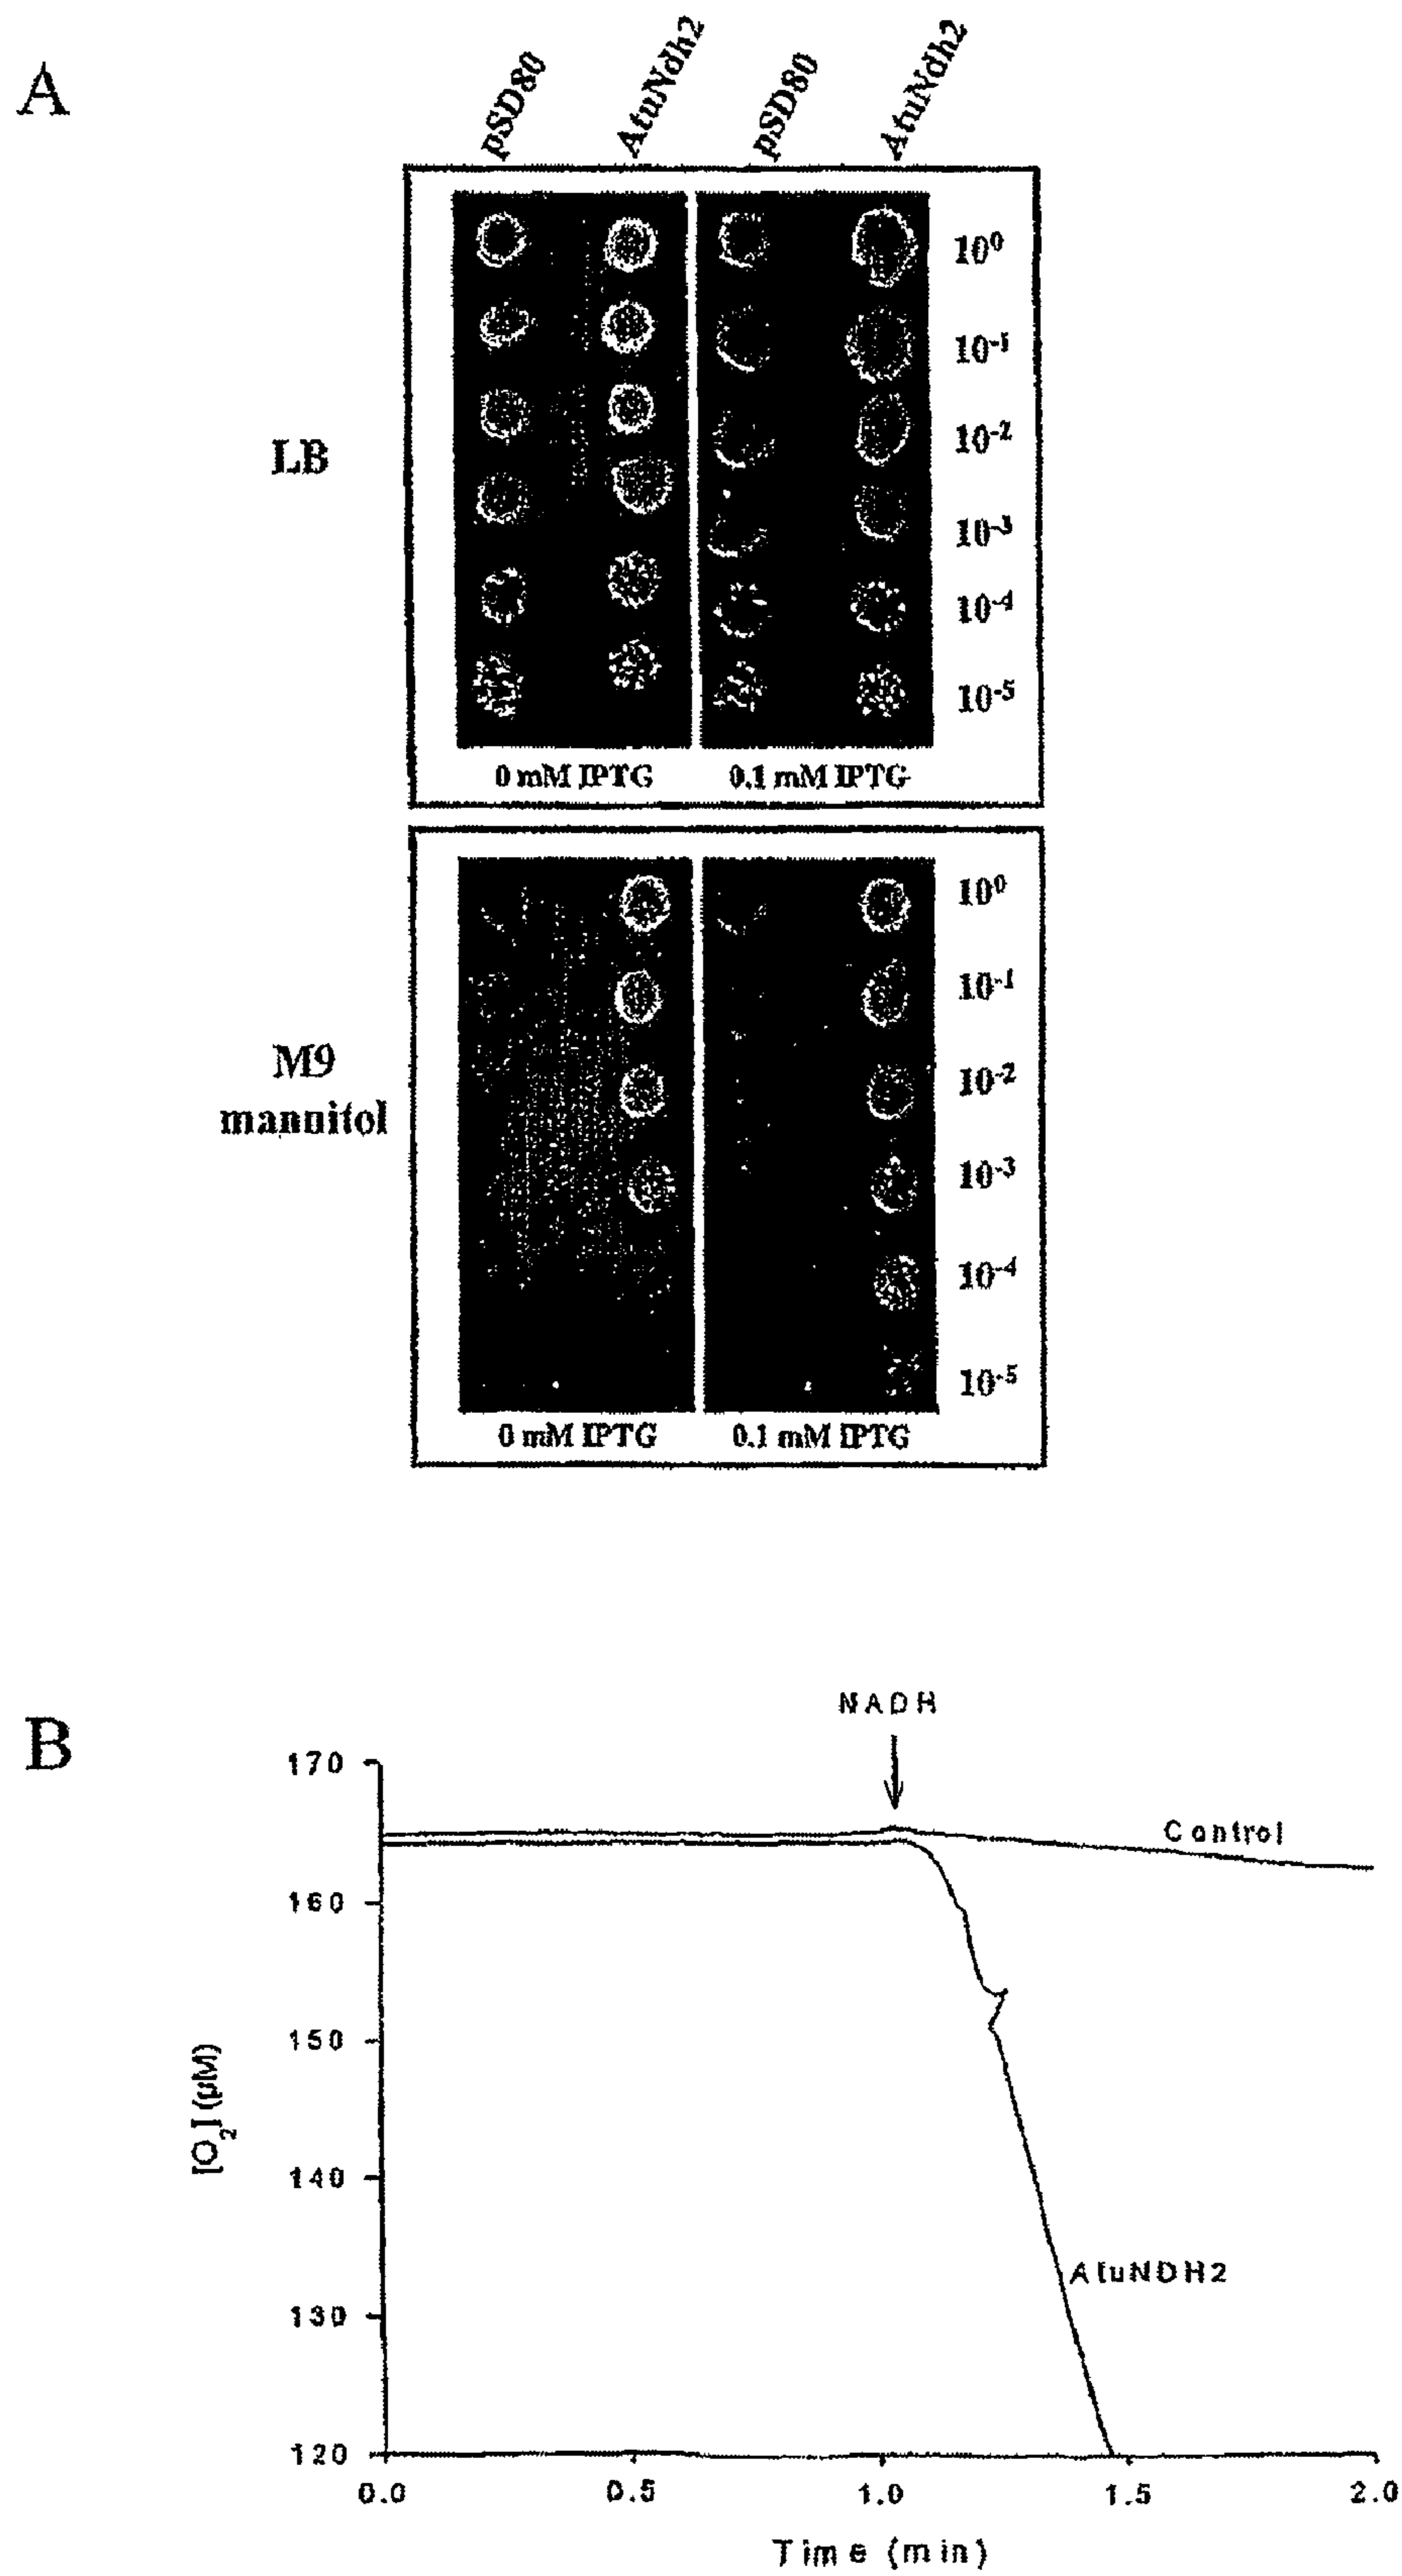 A
pSD80 AtuNdh2 pSD80 AtuNdh2
10⁰
10⁻¹
10⁻²
LB
10⁻³
10⁻⁴
10⁻⁵
0 mM IPTG 0.1 mM IPTG
10⁰
10⁻¹
M9
mannitol
10⁻²
10⁻³
10⁻⁴
10⁻⁵
0 mM IPTG 0.1 mM IPTG
B
NADH
170
Control
160
150
[O₂] (µM)
140
AtuNDH2
130
120
0.0 0.5 1.0 1.5 2.0
Time (min)